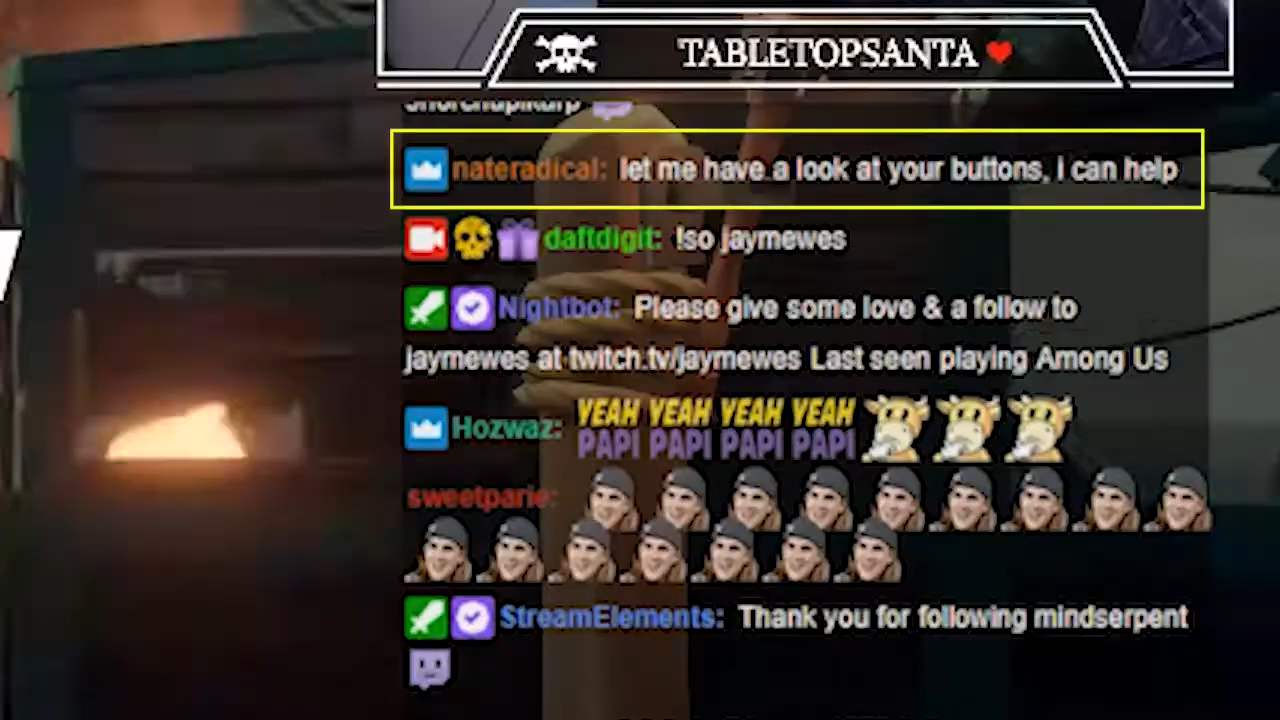 TABLETOPSANTA
nateradical: let me have a look at your buttons, i can help
daftdigit: !so jaymewes
Nightbot: Please give some love & a follow to
jaymewes at twitch.tv/jaymewes Last seen playing Among Us
Hozwaz: YEAH YEAH YEAH YEAH
PAPI PAPI PAPI PAPI
sweetparie:
StreamElements: Thank you for following mindserpent